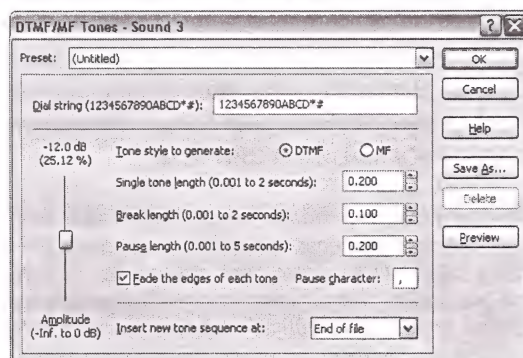 DTMF/MF Tones - Sound 3
Preset: (Untitled)
OK
Cancel
Help
Save As...
Delete
Preview
Dial string (1234567890ABCD*#): 1234567890ABCD*#
-12.0 dB
(25.12 %)
Tone style to generate: DTMF MF
Single tone length (0.001 to 2 seconds): 0.200
Break length (0.001 to 2 seconds): 0.100
Pause length (0.001 to 5 seconds): 0.200
Fade the edges of each tone Pause character: ,
Amplitude
(-Inf. to 0 dB)
Insert new tone sequence at: End of file